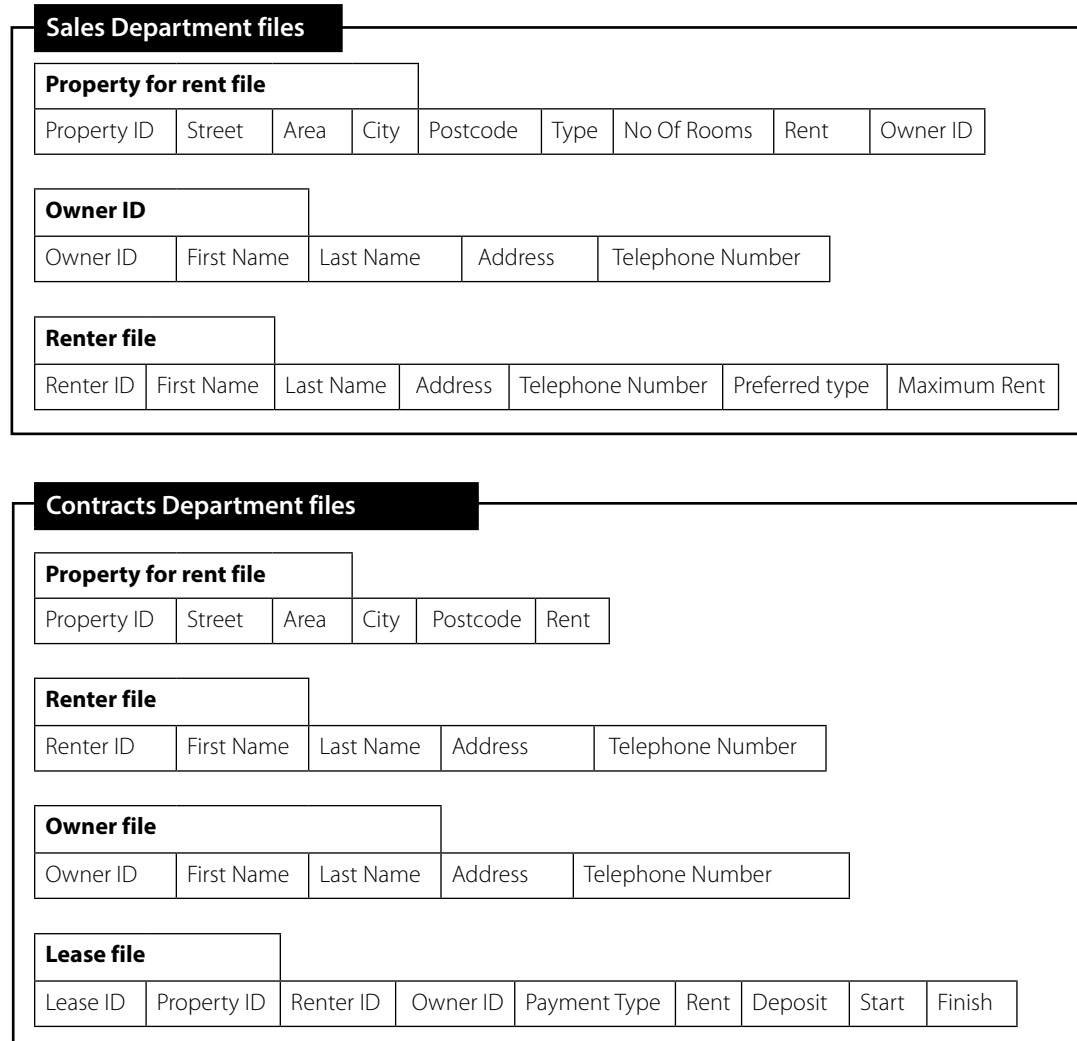 Sales Department files
Property for rent file
Property ID Street Area City Postcode Type No Of Rooms Rent Owner ID
Owner ID
Owner ID First Name Last Name Address Telephone Number
Renter file
Renter ID First Name Last Name Address Telephone Number Preferred type Maximum Rent
Contracts Department files
Property for rent file
Property ID Street Area City Postcode Rent
Renter file
Renter ID First Name Last Name Address Telephone Number
Owner file
Owner ID First Name Last Name Address Telephone Number
Lease file
Lease ID Property ID Renter ID Owner ID Payment Type Rent Deposit Start Finish